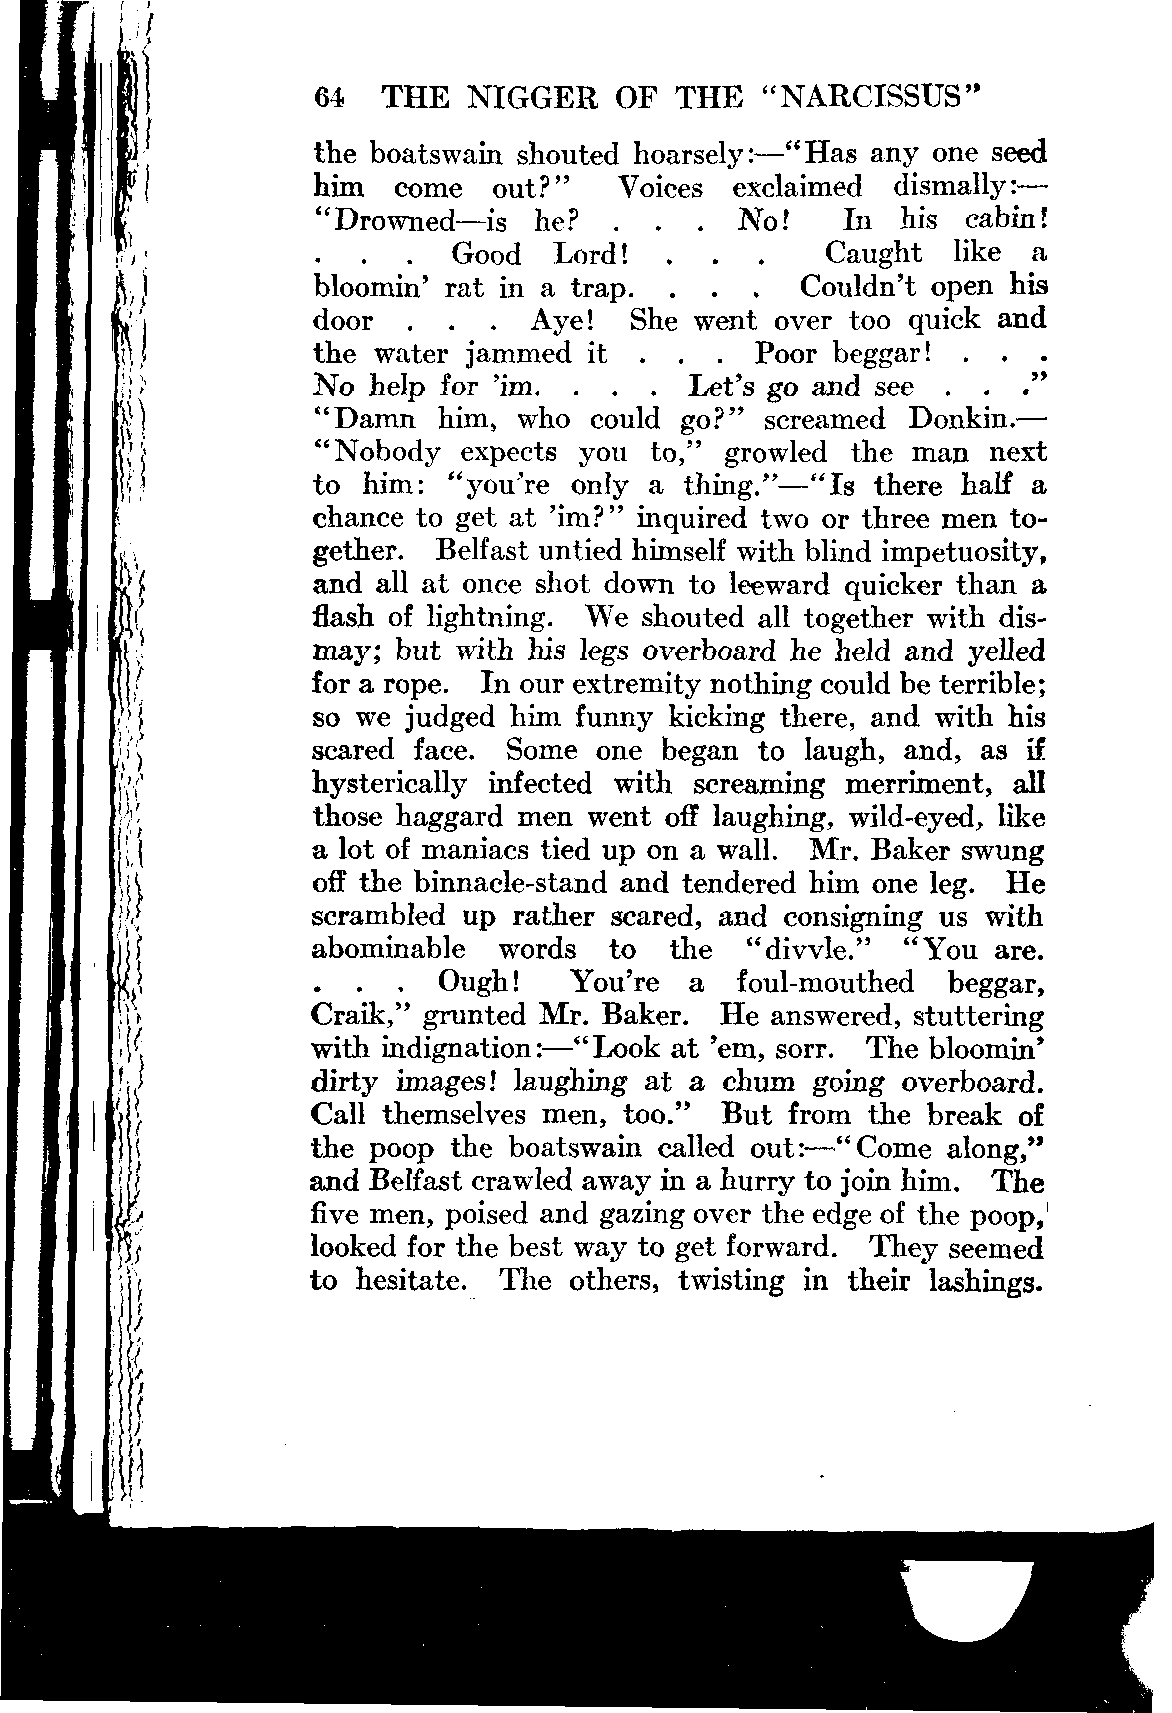 64 THE NIGGER OF THE “NARCISSUS”
the boatswain shouted hoarsely:—“Has any one seed
him come out?” Voices exclaimed dismally:—
“Drowned—is he? . . . No! In his cabin!
. . . Good Lord! . . . Caught like a
bloomin’ rat in a trap. . . . Couldn’t open his
door . . . Aye! She went over too quick and
the water jammed it . . . Poor beggar! . . .
No help for ’im. . . . Let’s go and see . . .”
“Damn him, who could go?” screamed Donkin.—
“Nobody expects you to,” growled the man next
to him: “you’re only a thing.”—“Is there half a
chance to get at ’im?” inquired two or three men to-
gether. Belfast untied himself with blind impetuosity,
and all at once shot down to leeward quicker than a
flash of lightning. We shouted all together with dis-
may; but with his legs overboard he held and yelled
for a rope. In our extremity nothing could be terrible;
so we judged him funny kicking there, and with his
scared face. Some one began to laugh, and, as if
hysterically infected with screaming merriment, all
those haggard men went off laughing, wild-eyed, like
a lot of maniacs tied up on a wall. Mr. Baker swung
off the binnacle-stand and tendered him one leg. He
scrambled up rather scared, and consigning us with
abominable words to the “divvle.” “You are.
. . . Ough! You’re a foul-mouthed beggar,
Craik,” grunted Mr. Baker. He answered, stuttering
with indignation:—“Look at ’em, sorr. The bloomin’
dirty images! laughing at a chum going overboard.
Call themselves men, too.” But from the break of
the poop the boatswain called out:—“Come along,”
and Belfast crawled away in a hurry to join him. The
five men, poised and gazing over the edge of the poop,
looked for the best way to get forward. They seemed
to hesitate. The others, twisting in their lashings.